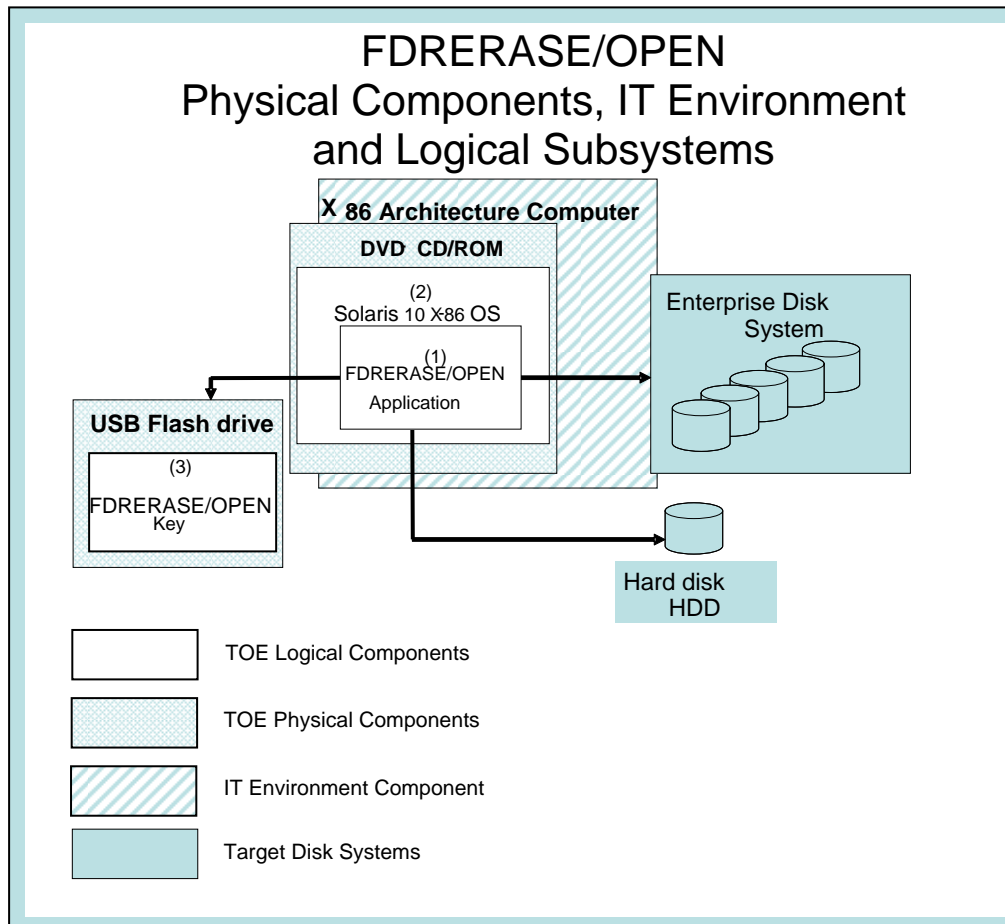 FDRERASE/OPEN
Physical Components, IT Environment
and Logical Subsystems
X 86 Architecture Computer
DVD CD/ROM
(2)
Solaris 10 X-86 OS
(1)
FDRERASE/OPEN
Application
Enterprise Disk
System
USB Flash drive
(3)
FDRERASE/OPEN
Key
Hard disk
HDD
TOE Logical Components
TOE Physical Components
IT Environment Component
Target Disk Systems